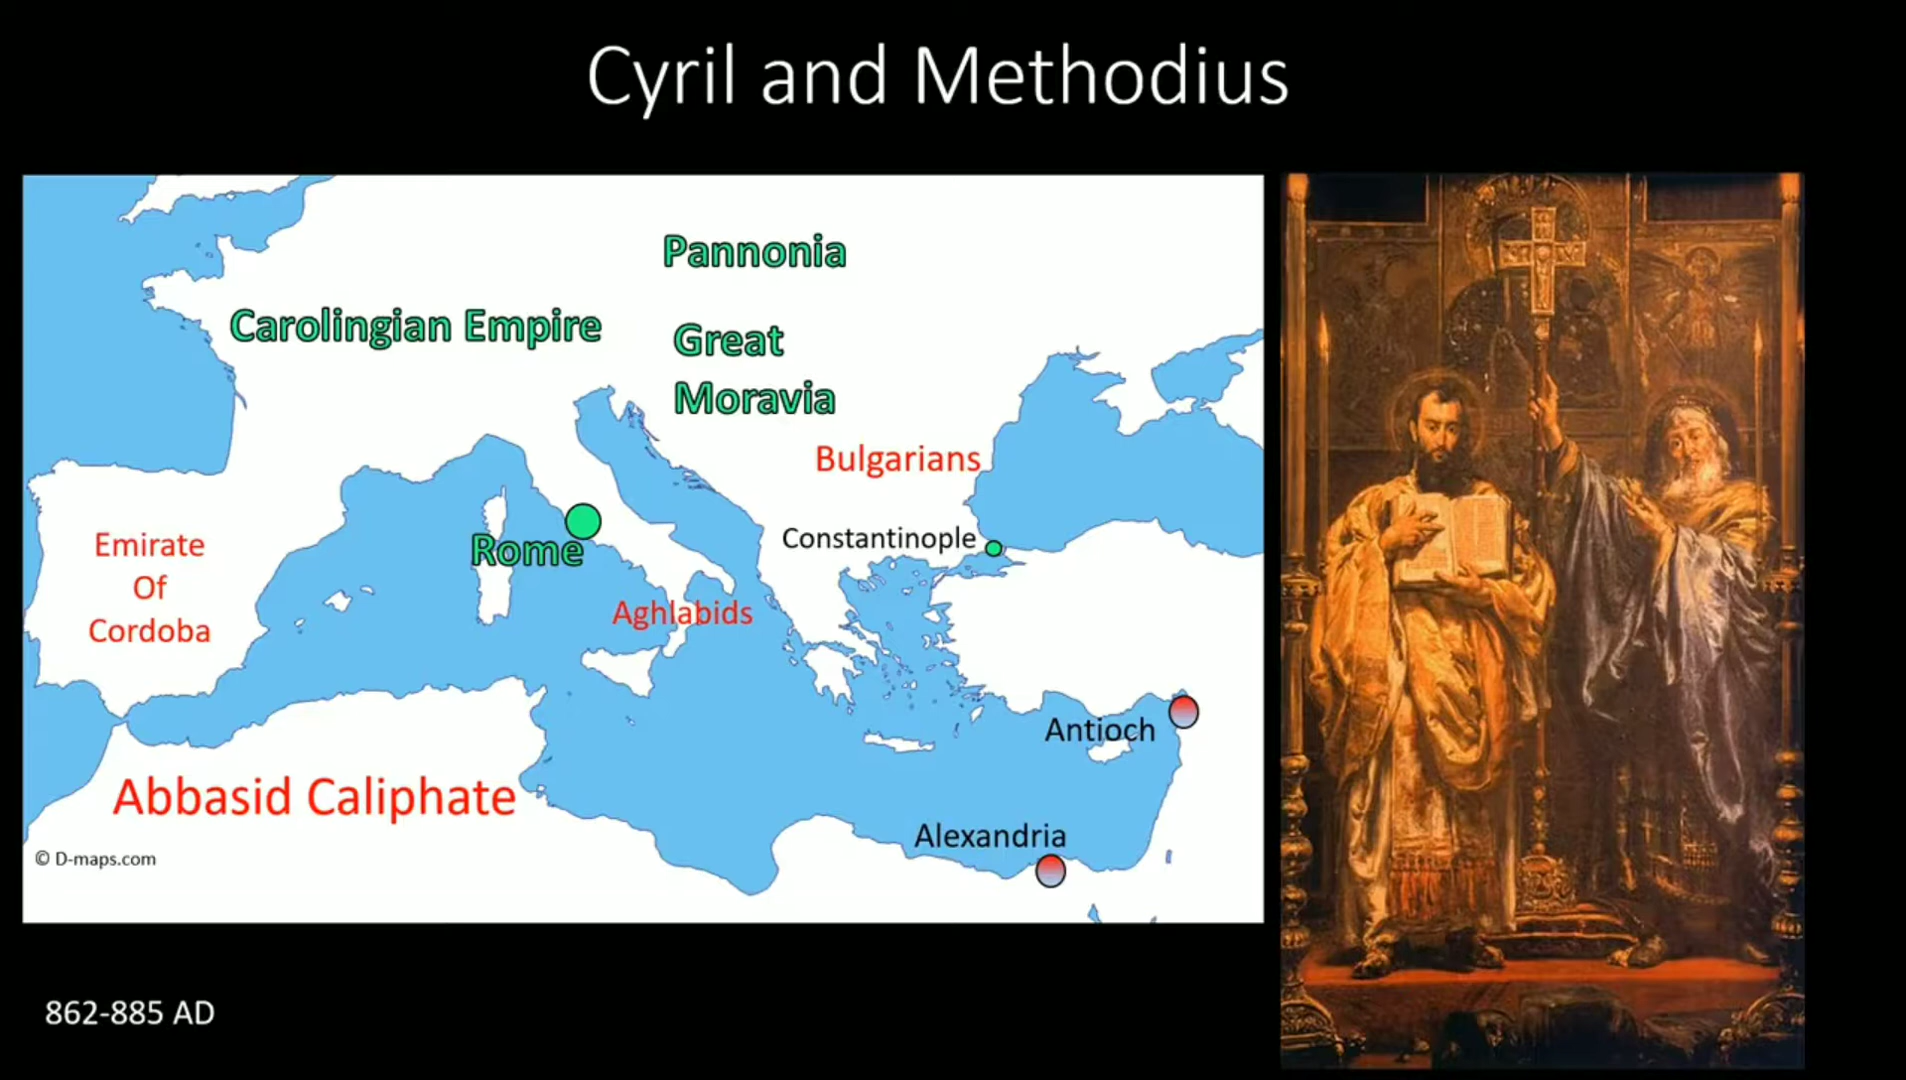 Cyril and Methodius
Pannonia
Carolingian Empire
Great
Moravia
Bulgarians
Emirate
Of
Cordoba
Rome
Constantinople
Aghlabids
Antioch
Abbasid Caliphate
Alexandria
© D-maps.com
862-885 AD